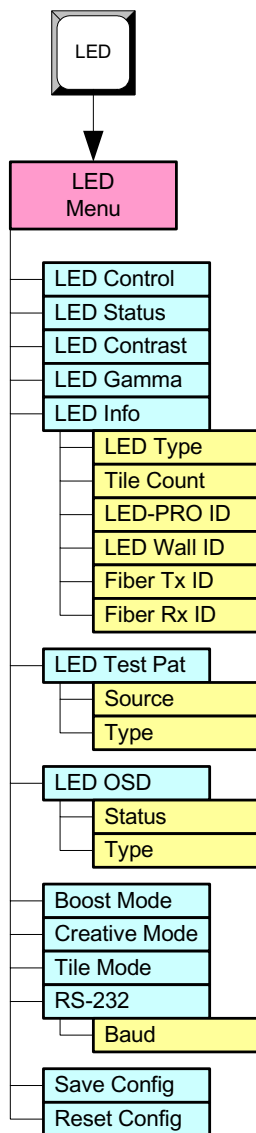 LED
LED
Menu
LED Control
LED Status
LED Contrast
LED Gamma
LED Info
LED Type
Tile Count
LED-PRO ID
LED Wall ID
Fiber Tx ID
Fiber Rx ID
LED Test Pat
Source
Type
LED OSD
Status
Type
Boost Mode
Creative Mode
Tile Mode
RS-232
Baud
Save Config
Reset Config